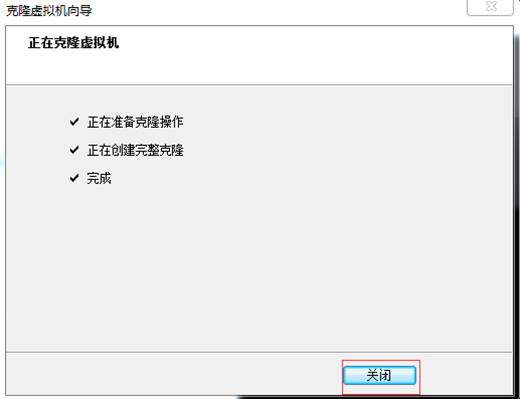 克隆虚拟机向导
正在克隆虚拟机
正在准备克隆操作
正在创建完整克隆
完成
关闭